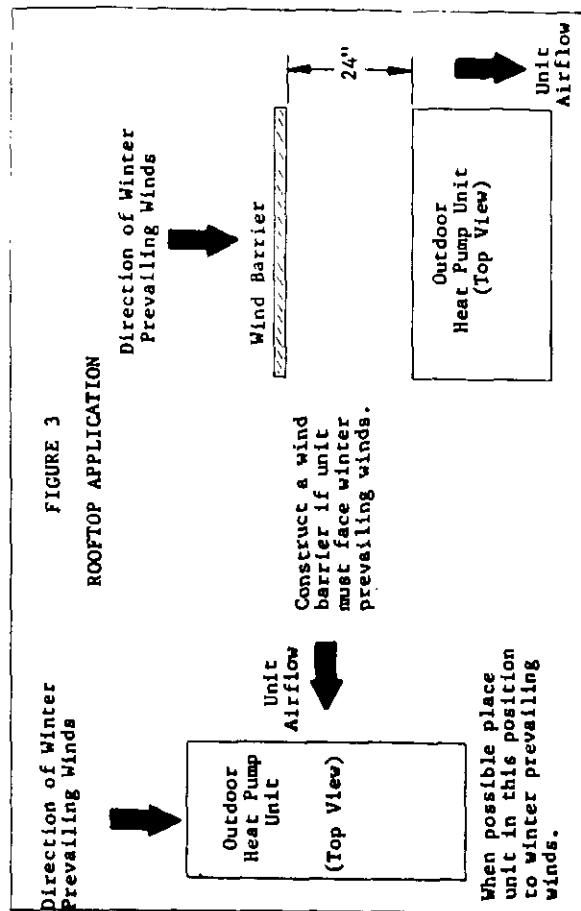 FIGURE 3
ROOFTOP APPLICATION
Direction of Winter
Prevailing Winds
Outdoor
Heat Pump
Unit
(Top View)
Unit
Airflow
When possible place
unit in this position
to winter prevailing
winds.
Construct a wind
barrier if unit
must face winter
prevailing winds.
Direction of Winter
Prevailing Winds
Wind Barrier
24"
Outdoor
Heat Pump Unit
(Top View)
Unit
Airflow